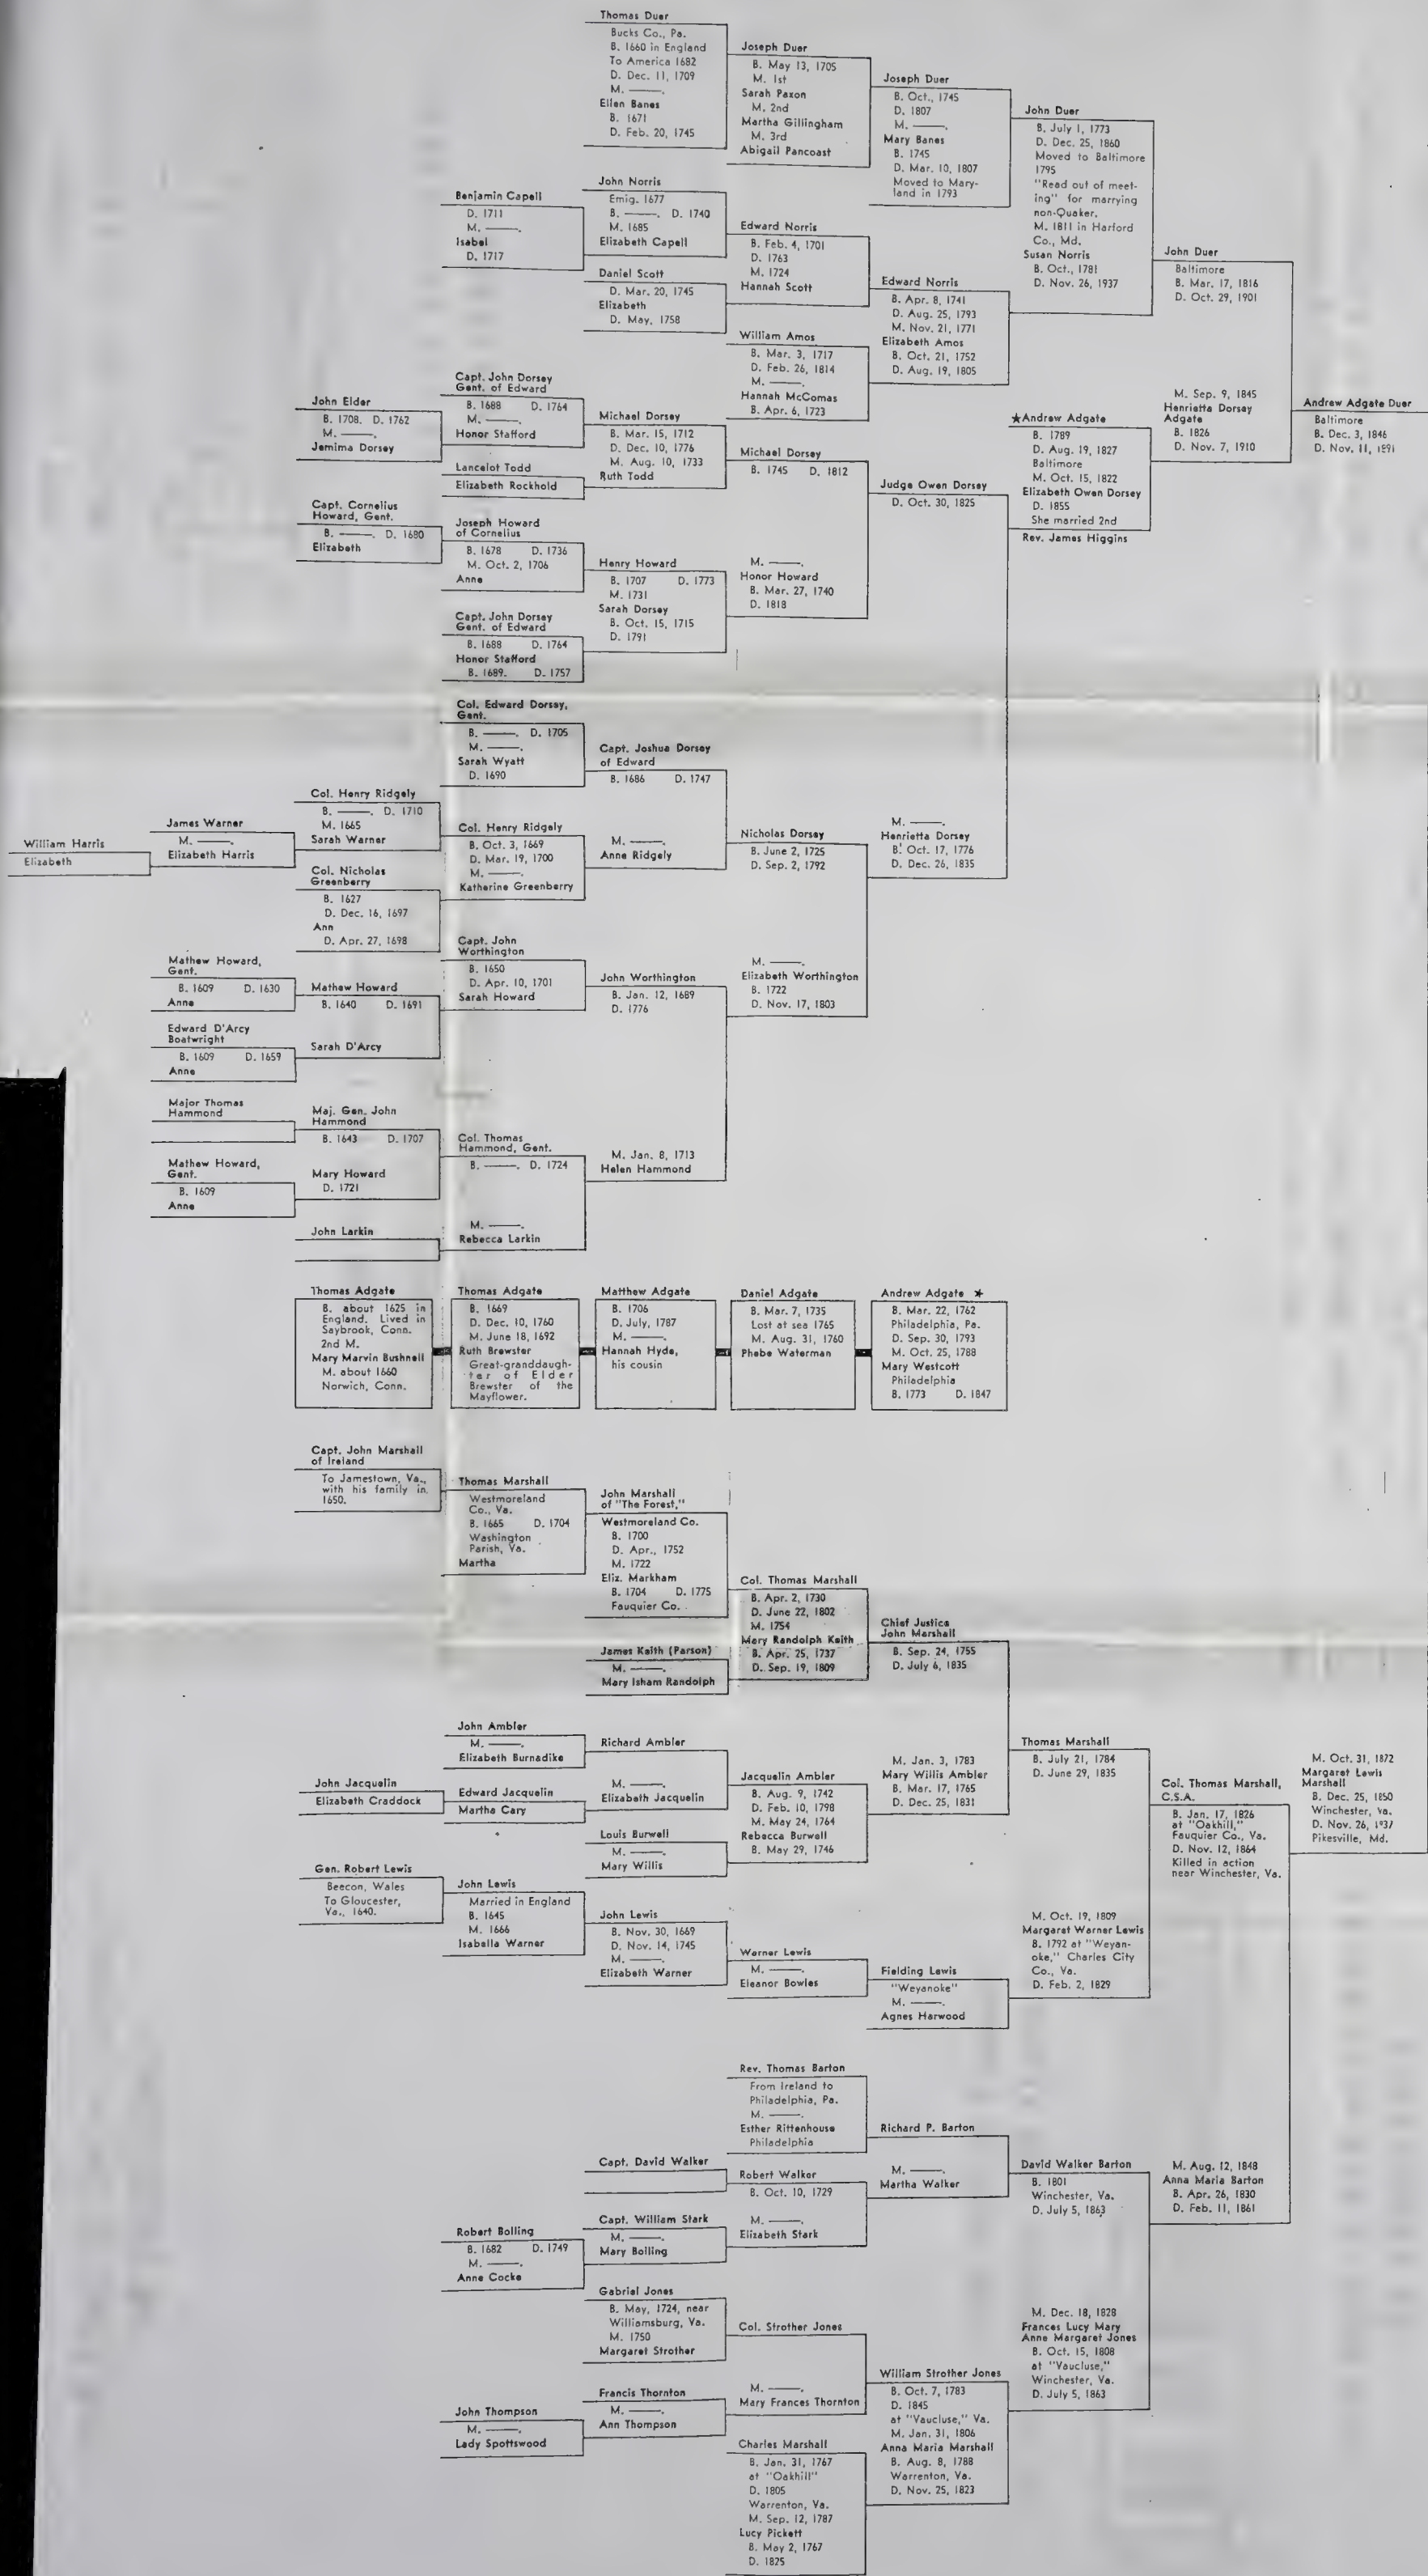 Thomas Duer
Bucks Co., Pa.
B. 1660 in England
To America 1682
D. Dec. 11, 1709
M. ——.
Ellen Banes
B. 1671
D. Feb. 20, 1745
Joseph Duer
B. May 13, 1705
M. 1st
Sarah Paxon
M. 2nd
Martha Gillingham
M. 3rd
Abigail Pancoast
Joseph Duer
B. Oct., 1745
D. 1807
M. ——.
Mary Banes
B. 1745
D. Mar. 10, 1807
Moved to Mary-
land in 1793
John Duer
B. July 1, 1773
D. Dec. 25, 1860
Moved to Baltimore
1795
"Read out of meet-
ing" for marrying
non-Quaker.
M. 1811 in Harford
Co., Md.
Susan Norris
B. Oct., 1781
D. Nov. 26, 1937
John Duer
Baltimore
B. Mar. 17, 1816
D. Oct. 29, 1901
Benjamin Capell
D. 1711
M. ——.
Isabel
D. 1717
John Norris
Emig. 1677
B. ——. D. 1740
M. 1685
Elizabeth Capell
Edward Norris
B. Feb. 4, 1701
D. 1763
M. 1724
Hannah Scott
Daniel Scott
D. Mar. 20, 1745
Elizabeth
D. May, 1758
Edward Norris
B. Apr. 8, 1741
D. Aug. 25, 1793
M. Nov. 21, 1771
Elizabeth Amos
B. Oct. 21, 1752
D. Aug. 19, 1805
William Amos
B. Mar. 3, 1717
D. Feb. 26, 1814
M. ——.
Hannah McComas
B. Apr. 6, 1723
John Elder
B. 1708. D. 1762
M. ——.
Jemima Dorsey
Capt. John Dorsey
Gent. of Edward
B. 1688 D. 1764
M. ——.
Honor Stafford
Michael Dorsey
B. Mar. 15, 1712
D. Dec. 10, 1776
M. Aug. 10, 1733
Ruth Todd
Lancelot Todd
Elizabeth Rockhold
Michael Dorsey
B. 1745 D. 1812
M. ——.
Honor Howard
B. Mar. 27, 1740
D. 1818
Judge Owen Dorsey
D. Oct. 30, 1825
★Andrew Adgate
B. 1789
D. Aug. 19, 1827
Baltimore
M. Oct. 15, 1822
Elizabeth Owen Dorsey
D. 1855
She married 2nd
Rev. James Higgins
M. Sep. 9, 1845
Henrietta Dorsey
Adgate
B. 1826
D. Nov. 7, 1910
Andrew Adgate Duer
Baltimore
B. Dec. 3, 1846
D. Nov. 11, 1891
Capt. Cornelius
Howard, Gent.
B. ——. D. 1680
Elizabeth
Joseph Howard
of Cornelius
B. 1678 D. 1736
M. Oct. 2, 1706
Anne
Henry Howard
B. 1707 D. 1773
M. 1731
Sarah Dorsey
B. Oct. 15, 1715
D. 1791
Capt. John Dorsey
Gent. of Edward
B. 1688 D. 1764
Honor Stafford
B. 1689. D. 1757
Col. Edward Dorsey,
Gent.
B. ——. D. 1705
M. ——.
Sarah Wyatt
D. 1690
Capt. Joshua Dorsey
of Edward
B. 1686 D. 1747
M. ——.
Anne Ridgely
William Harris
Elizabeth
James Warner
M. ——.
Elizabeth Harris
Col. Henry Ridgely
B. ——. D. 1710
M. 1665
Sarah Warner
Col. Henry Ridgely
B. Oct. 3, 1669
D. Mar. 19, 1700
M. ——.
Katherine Greenberry
Col. Nicholas
Greenberry
B. 1627
D. Dec. 16, 1697
Ann
D. Apr. 27, 1698
Nicholas Dorsey
B. June 2, 1725
D. Sep. 2, 1792
M. ——.
Elizabeth Worthington
B. 1722
D. Nov. 17, 1803
M. ——.
Henrietta Dorsey
B. Oct. 17, 1776
D. Dec. 26, 1835
Mathew Howard,
Gent.
B. 1609 D. 1630
Anne
Mathew Howard
B. 1640 D. 1691
Sarah D'Arcy
Edward D'Arcy
Boatwright
B. 1609 D. 1659
Anne
Capt. John
Worthington
B. 1650
D. Apr. 10, 1701
Sarah Howard
John Worthington
B. Jan. 12, 1689
D. 1776
M. Jan. 8, 1713
Helen Hammond
Major Thomas
Hammond
Maj. Gen. John
Hammond
B. 1643 D. 1707
Mary Howard
D. 1721
Mathew Howard,
Gent.
B. 1609
Anne
Col. Thomas
Hammond, Gent.
B. ——. D. 1724
M. ——.
Rebecca Larkin
John Larkin
Thomas Adgate
B. about 1625 in
England. Lived in
Saybrook, Conn.
2nd M.
Mary Marvin Bushnell
M. about 1660
Norwich, Conn.
Thomas Adgate
B. 1669
D. Dec. 10, 1760
M. June 18, 1692
Ruth Brewster
Great-granddaugh-
ter of Elder
Brewster of the
Mayflower.
Matthew Adgate
B. 1706
D. July, 1787
M. ——.
Hannah Hyde,
his cousin
Daniel Adgate
B. Mar. 7, 1735
Lost at sea 1765
M. Aug. 31, 1760
Phebe Waterman
Andrew Adgate ★
B. Mar. 22, 1762
Philadelphia, Pa.
D. Sep. 30, 1793
M. Oct. 25, 1788
Mary Westcott
Philadelphia
B. 1773 D. 1847
Capt. John Marshall
of Ireland
To Jamestown, Va.,
with his family in
1650.
Thomas Marshall
Westmoreland
Co., Va.
B. 1665 D. 1704
Washington
Parish, Va.
Martha
John Marshall
of "The Forest,"
Westmoreland Co.
B. 1700
D. Apr., 1752
M. 1722
Eliz. Markham
B. 1704 D. 1775
Fauquier Co.
Col. Thomas Marshall
B. Apr. 2, 1730
D. June 22, 1802
M. 1754
Mary Randolph Keith
B. Apr. 25, 1737
D. Sep. 19, 1809
James Keith (Parson)
M. ——.
Mary Isham Randolph
Chief Justice
John Marshall
B. Sep. 24, 1755
D. July 6, 1835
M. Jan. 3, 1783
Mary Willis Ambler
B. Mar. 17, 1765
D. Dec. 25, 1831
John Ambler
M. ——.
Elizabeth Burnadike
Richard Ambler
M. ——.
Elizabeth Jacquelin
John Jacquelin
Elizabeth Craddock
Edward Jacquelin
Martha Cary
Jacquelin Ambler
B. Aug. 9, 1742
D. Feb. 10, 1798
M. May 24, 1764
Rebecca Burwell
B. May 29, 1746
Louis Burwell
M. ——.
Mary Willis
Thomas Marshall
B. July 21, 1784
D. June 29, 1835
M. Oct. 19, 1809
Margaret Warner Lewis
B. 1792 at "Weyan-
oke," Charles City
Co., Va.
D. Feb. 2, 1829
Col. Thomas Marshall,
C.S.A.
B. Jan. 17, 1826
at "Oakhill,"
Fauquier Co., Va.
D. Nov. 12, 1864
Killed in action
near Winchester, Va.
M. Oct. 31, 1872
Margaret Lewis
Marshall
B. Dec. 25, 1850
Winchester, Va.
D. Nov. 26, 1937
Pikesville, Md.
Gen. Robert Lewis
Beecon, Wales
To Gloucester,
Va., 1640.
John Lewis
Married in England
B. 1645
M. 1666
Isabella Warner
John Lewis
B. Nov. 30, 1669
D. Nov. 14, 1745
M. ——.
Elizabeth Warner
Warner Lewis
M. ——.
Eleanor Bowles
Fielding Lewis
"Weyanoke"
M. ——.
Agnes Harwood
Rev. Thomas Barton
From Ireland to
Philadelphia, Pa.
M. ——.
Esther Rittenhouse
Philadelphia
Richard P. Barton
M. ——.
Martha Walker
Capt. David Walker
Robert Walker
B. Oct. 10, 1729
M. ——.
Elizabeth Stark
Capt. William Stark
M. ——.
Mary Bolling
Robert Bolling
B. 1682 D. 1749
M. ——.
Anne Cocke
David Walker Barton
B. 1801
Winchester, Va.
D. July 5, 1863
M. Aug. 12, 1848
Anna Maria Barton
B. Apr. 26, 1830
D. Feb. 11, 1861
Gabriel Jones
B. May, 1724, near
Williamsburg, Va.
M. 1750
Margaret Strother
Col. Strother Jones
M. ——.
Mary Frances Thornton
Francis Thornton
M. ——.
Ann Thompson
John Thompson
M. ——.
Lady Spottswood
William Strother Jones
B. Oct. 7, 1783
D. 1845
at "Vaucluse," Va.
M. Jan. 31, 1806
Anna Maria Marshall
B. Aug. 8, 1788
Warrenton, Va.
D. Nov. 25, 1823
M. Dec. 18, 1828
Frances Lucy Mary
Anne Margaret Jones
B. Oct. 15, 1808
at "Vaucluse,"
Winchester, Va.
D. July 5, 1863
Charles Marshall
B. Jan. 31, 1767
at "Oakhill"
D. 1805
Warrenton, Va.
M. Sep. 12, 1787
Lucy Pickett
B. May 2, 1767
D. 1825